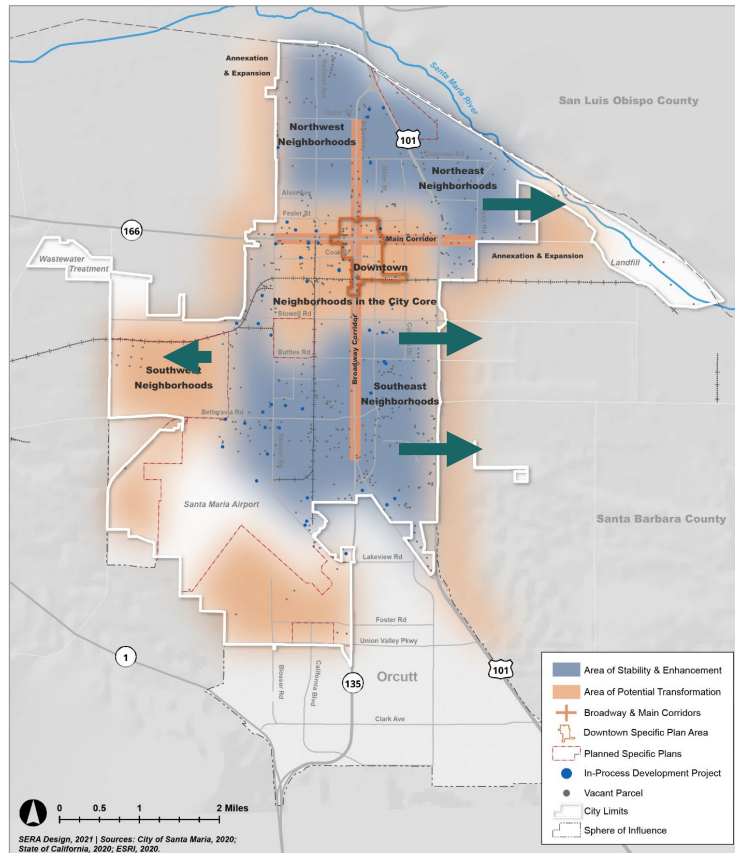 Annexation
& Expansion
Santa Maria River
San Luis Obispo County
Northwest
Neighborhoods
101
Northeast
Neighborhoods
Alvin Ave
Fesler St
166
Main Corridor
Wastewater
Treatment
Downtown
Annexation & Expansion
Landfill
Neighborhoods in the City Core
Stowell Rd
Broadway Corridor
Battles Rd
Southwest
Neighborhoods
Southeast
Neighborhoods
Betteravia Rd
Santa Maria Airport
Santa Barbara County
Lakeview Rd
Foster Rd
Union Valley Pkwy
1
101
Orcutt
135
Blosser Rd
California Blvd
Clark Ave
Area of Stability & Enhancement
Area of Potential Transformation
Broadway & Main Corridors
Downtown Specific Plan Area
Planned Specific Plans
In-Process Development Project
Vacant Parcel
City Limits
Sphere of Influence
0 0.5 1 2 Miles
SERA Design, 2021 | Sources: City of Santa Maria, 2020;
State of California, 2020; ESRI, 2020.